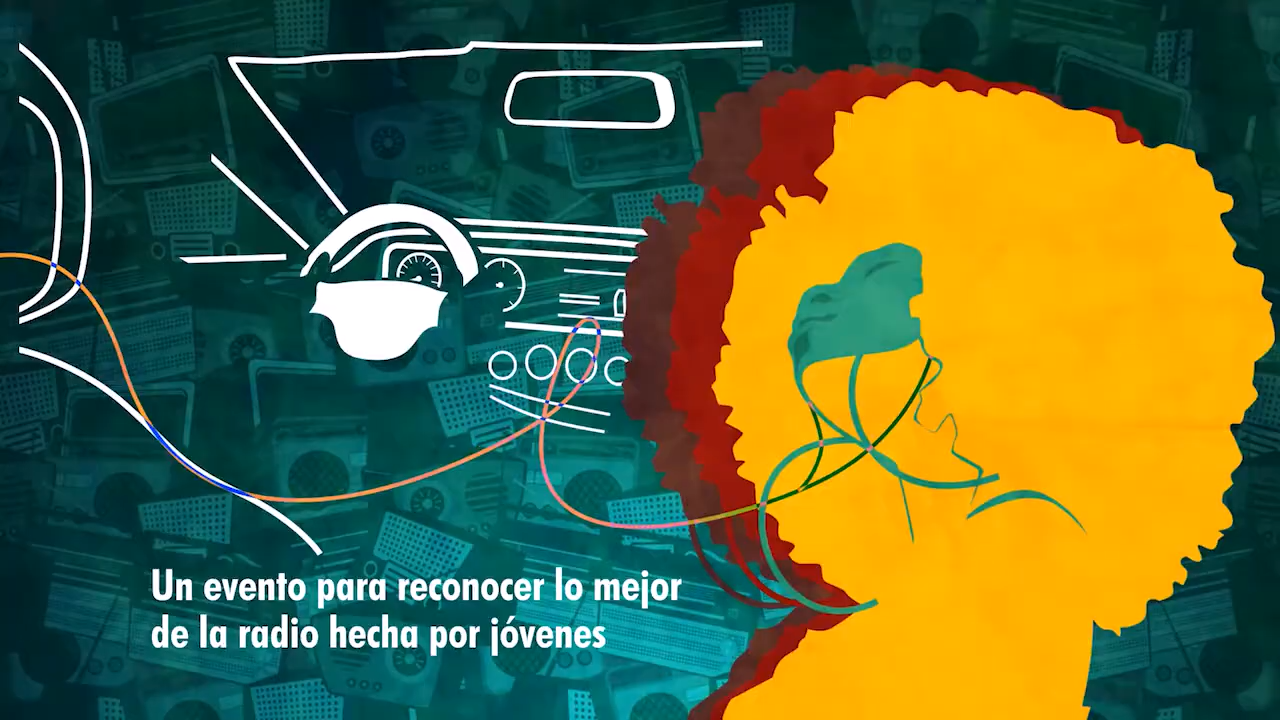 Un evento para reconocer lo mejor
de la radio hecha por jóvenes